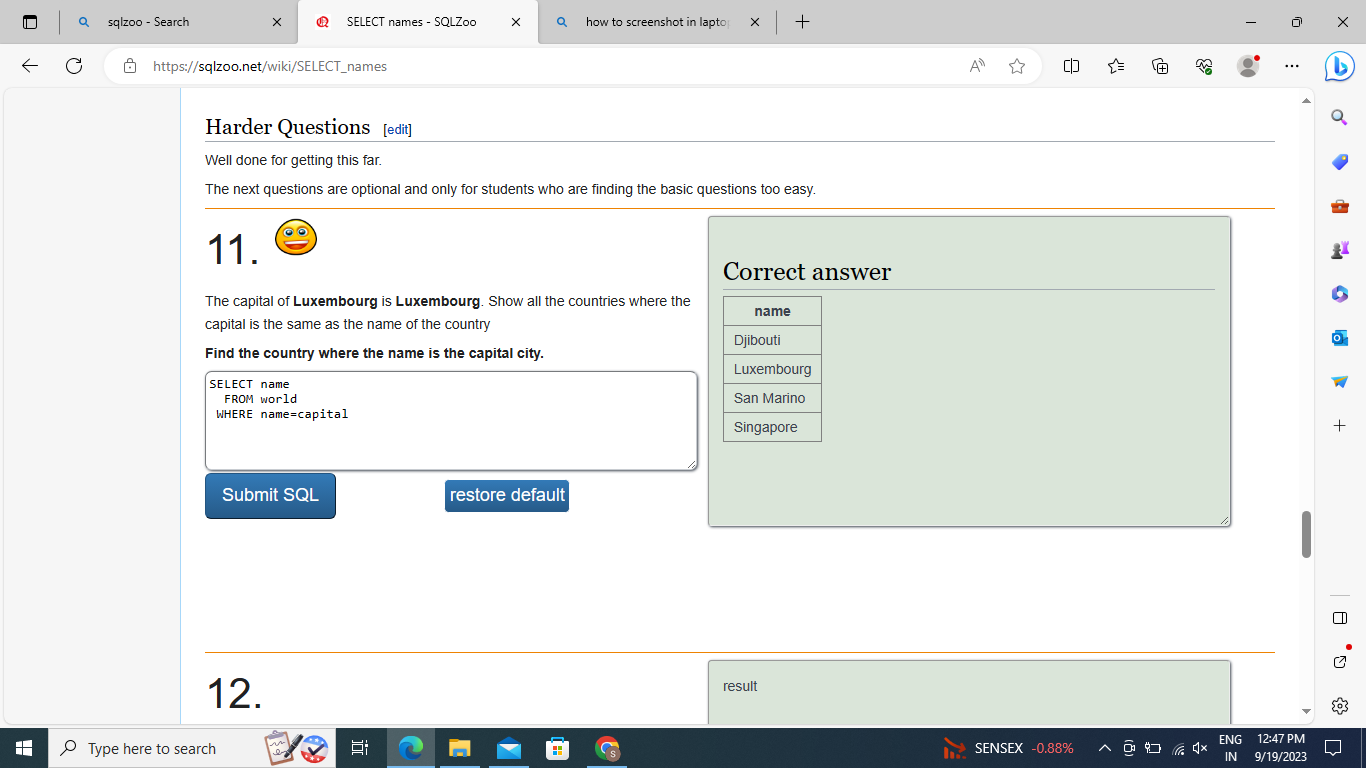 sqlzoo - Search
SELECT names - SQLZoo
how to screenshot in lapto
https://sqlzoo.net/wiki/SELECT_names
Harder Questions [edit]
Well done for getting this far.
The next questions are optional and only for students who are finding the basic questions too easy.
11.
The capital of Luxembourg is Luxembourg. Show all the countries where the
capital is the same as the name of the country
Find the country where the name is the capital city.
SELECT name
FROM world
WHERE name=capital
Submit SQL
restore default
Correct answer
name
Djibouti
Luxembourg
San Marino
Singapore
12.
result
Type here to search
SENSEX -0.88%
ENG
IN
12:47 PM
9/19/2023